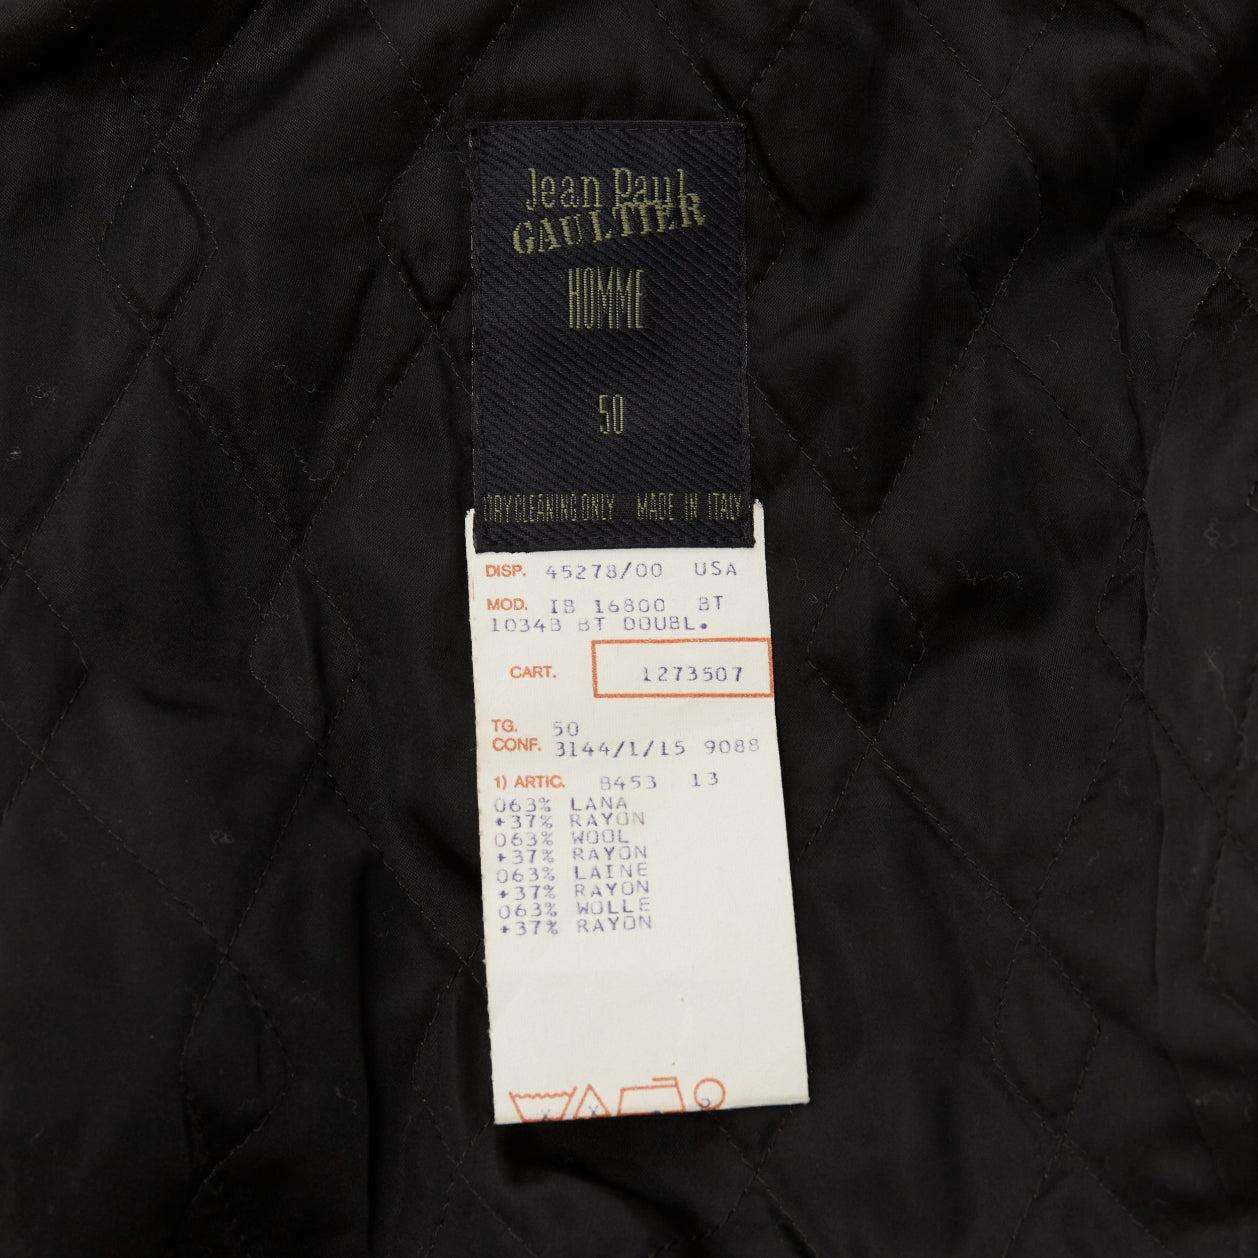 Jean Paul
GAULTIER
HOMME
50
DRY CLEANING ONLY MADE IN ITALY
DISP. 45278/00 USA
MOD. IB 16800 BT
1034B BT DOUBL.
CART. 1273507
TG. 50
CONF. 3144/1/15 9088
1) ARTIC. 8453 13
063% LANA
+37% RAYON
063% WOOL
+37% RAYON
063% LAINE
+37% RAYON
063% WOLLE
+37% RAYON